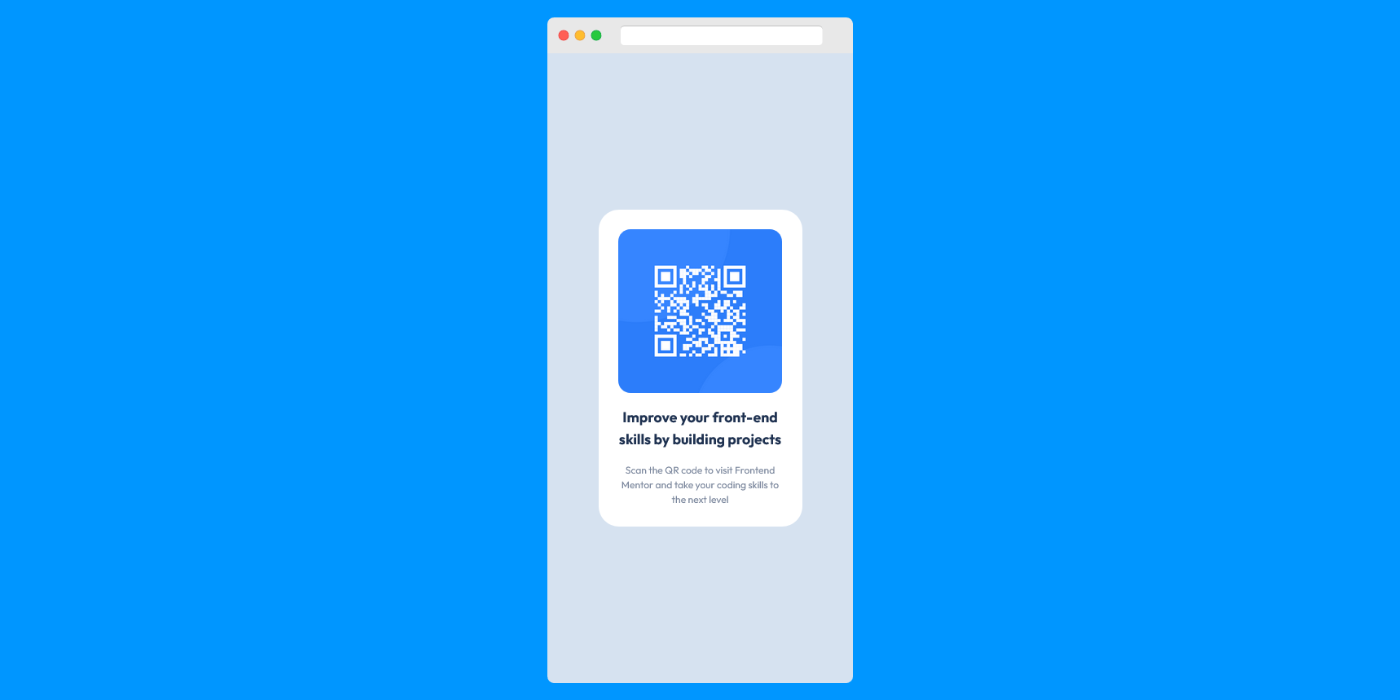 Improve your front-end
skills by building projects
Scan the QR code to visit Frontend
Mentor and take your coding skills to
the next level